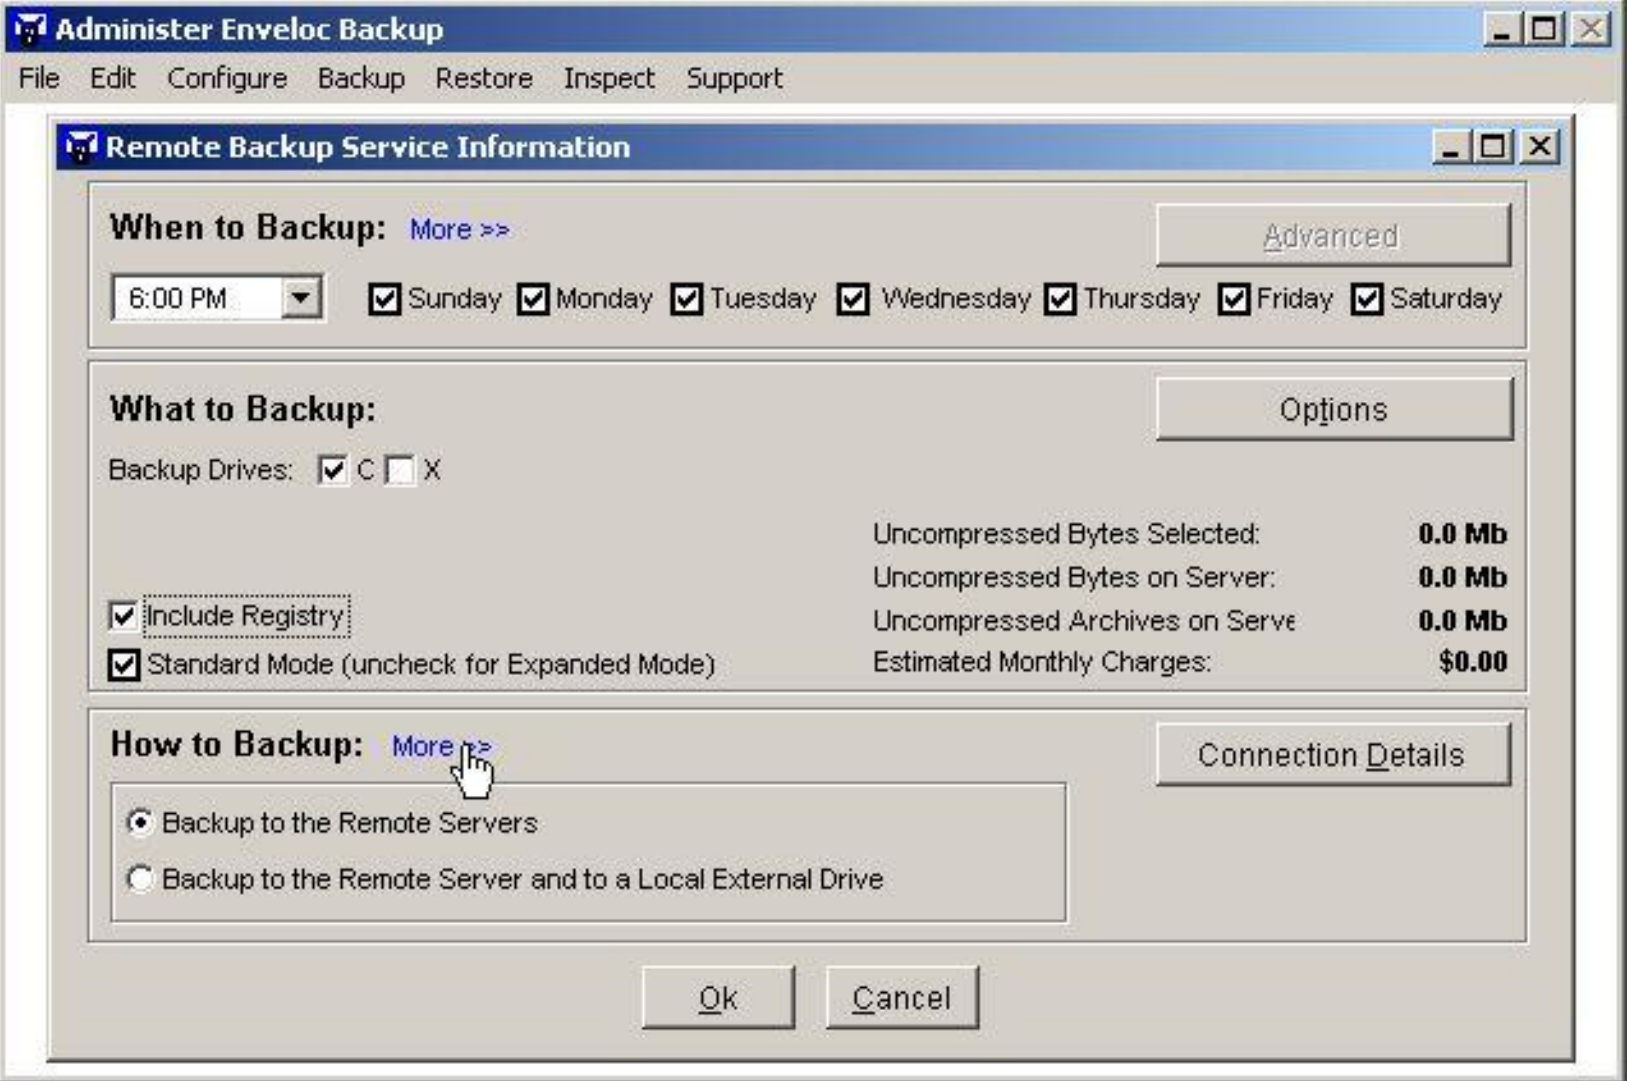 Administer Enveloc Backup
File Edit Configure Backup Restore Inspect Support
Remote Backup Service Information
When to Backup: More >>
Advanced
6:00 PM Sunday Monday Tuesday Wednesday Thursday Friday Saturday
What to Backup:
Options
Backup Drives: C X
Uncompressed Bytes Selected: 0.0 Mb
Uncompressed Bytes on Server: 0.0 Mb
Include Registry
Uncompressed Archives on Serve 0.0 Mb
Standard Mode (uncheck for Expanded Mode)
Estimated Monthly Charges: $0.00
How to Backup: More >>
Connection Details
Backup to the Remote Servers
Backup to the Remote Server and to a Local External Drive
Ok Cancel